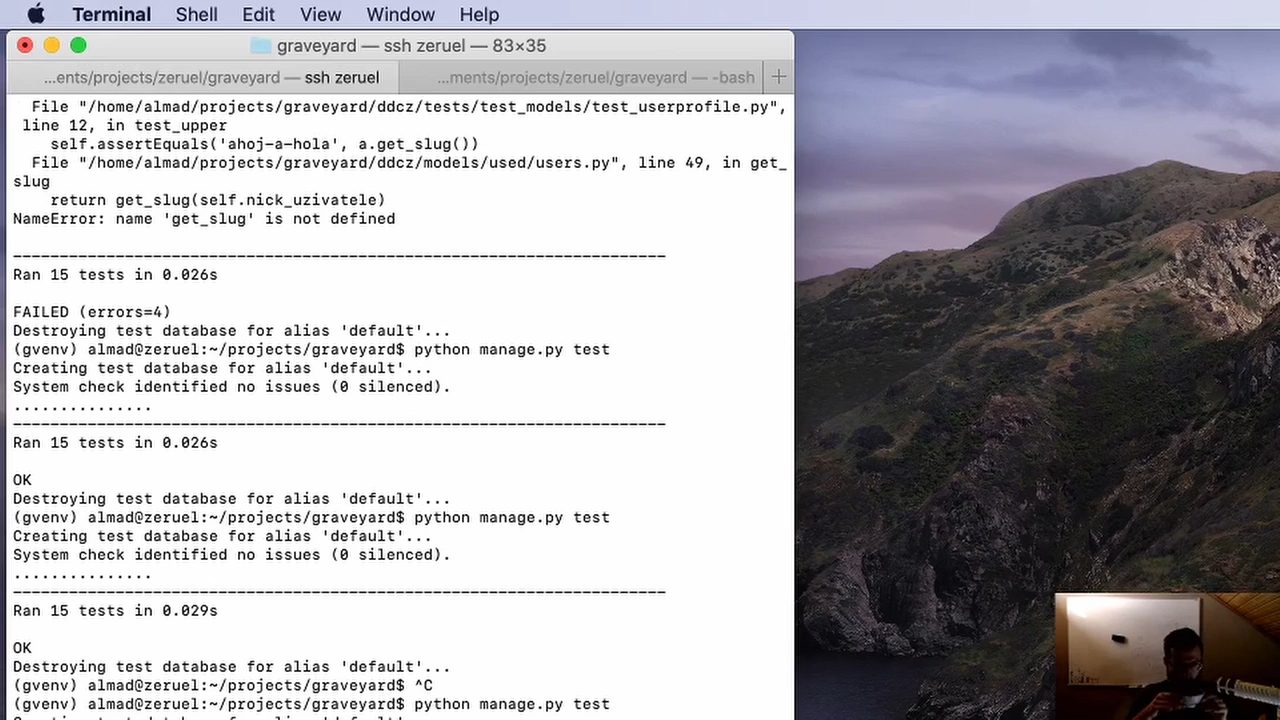 Terminal Shell Edit View Window Help
graveyard — ssh zeruel — 83×35
...ents/projects/zeruel/graveyard — ssh zeruel ...ments/projects/zeruel/graveyard — -bash +
File "/home/almad/projects/graveyard/ddcz/tests/test_models/test_userprofile.py",
line 12, in test_upper
self.assertEquals('ahoj-a-hola', a.get_slug())
File "/home/almad/projects/graveyard/ddcz/models/used/users.py", line 49, in get_
slug
return get_slug(self.nick_uzivatele)
NameError: name 'get_slug' is not defined
----------------------------------------------------------------------
Ran 15 tests in 0.026s
FAILED (errors=4)
Destroying test database for alias 'default'...
(gvenv) almad@zeruel:~/projects/graveyard$ python manage.py test
Creating test database for alias 'default'...
System check identified no issues (0 silenced).
...............
----------------------------------------------------------------------
Ran 15 tests in 0.026s
OK
Destroying test database for alias 'default'...
(gvenv) almad@zeruel:~/projects/graveyard$ python manage.py test
Creating test database for alias 'default'...
System check identified no issues (0 silenced).
...............
----------------------------------------------------------------------
Ran 15 tests in 0.029s
OK
Destroying test database for alias 'default'...
(gvenv) almad@zeruel:~/projects/graveyard$ ^C
(gvenv) almad@zeruel:~/projects/graveyard$ python manage.py test